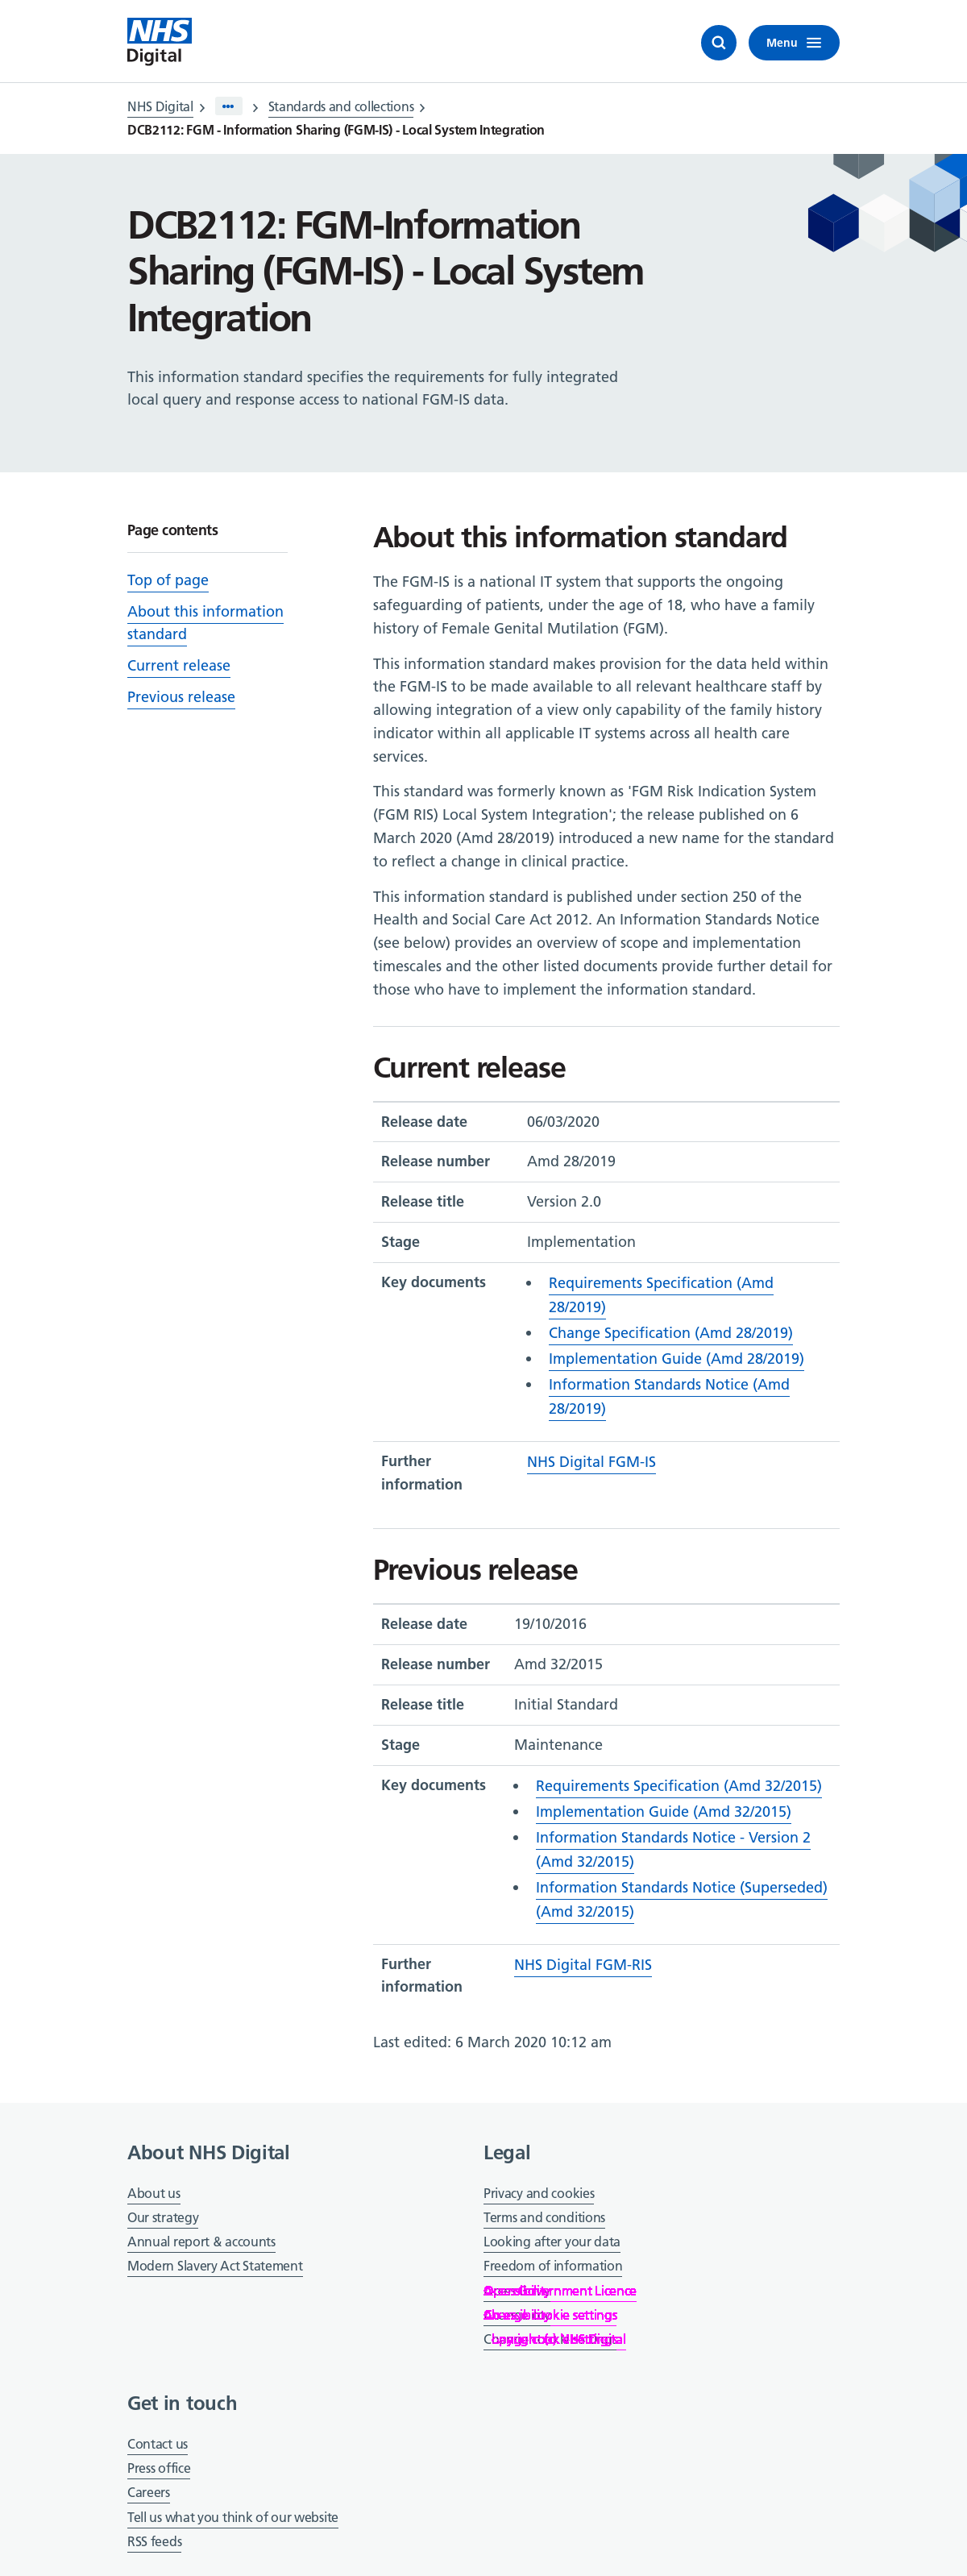 NHS
Digital
Menu
NHS Digital
•••
Standards and collections
DCB2112: FGM - Information Sharing (FGM-IS) - Local System Integration
DCB2112: FGM-Information
Sharing (FGM-IS) - Local System
Integration
This information standard specifies the requirements for fully integrated
local query and response access to national FGM-IS data.
Page contents
Top of page
About this information
standard
Current release
Previous release
About this information standard
The FGM-IS is a national IT system that supports the ongoing
safeguarding of patients, under the age of 18, who have a family
history of Female Genital Mutilation (FGM).
This information standard makes provision for the data held within
the FGM-IS to be made available to all relevant healthcare staff by
allowing integration of a view only capability of the family history
indicator within all applicable IT systems across all health care
services.
This standard was formerly known as 'FGM Risk Indication System
(FGM RIS) Local System Integration'; the release published on 6
March 2020 (Amd 28/2019) introduced a new name for the standard
to reflect a change in clinical practice.
This information standard is published under section 250 of the
Health and Social Care Act 2012. An Information Standards Notice
(see below) provides an overview of scope and implementation
timescales and the other listed documents provide further detail for
those who have to implement the information standard.
Current release
Release date 06/03/2020
Release number Amd 28/2019
Release title Version 2.0
Stage Implementation
Key documents
• Requirements Specification (Amd
28/2019)
• Change Specification (Amd 28/2019)
• Implementation Guide (Amd 28/2019)
• Information Standards Notice (Amd
28/2019)
Further
information
NHS Digital FGM-IS
Previous release
Release date 19/10/2016
Release number Amd 32/2015
Release title Initial Standard
Stage Maintenance
Key documents
• Requirements Specification (Amd 32/2015)
• Implementation Guide (Amd 32/2015)
• Information Standards Notice - Version 2
(Amd 32/2015)
• Information Standards Notice (Superseded)
(Amd 32/2015)
Further
information
NHS Digital FGM-RIS
Last edited: 6 March 2020 10:12 am
About NHS Digital
About us
Our strategy
Annual report & accounts
Modern Slavery Act Statement
Legal
Privacy and cookies
Terms and conditions
Looking after your data
Freedom of information
Licence
settings
Get in touch
Contact us
Press office
Careers
Tell us what you think of our website
RSS feeds